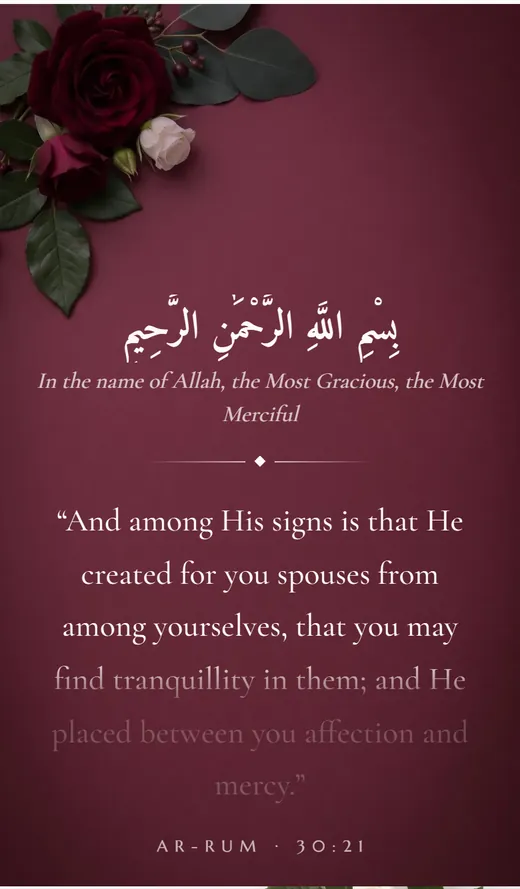 بِسْمِ اللَّهِ الرَّحْمَٰنِ الرَّحِيمِ
In the name of Allah, the Most Gracious, the Most
Merciful
“And among His signs is that He
created for you spouses from
among yourselves, that you may
find tranquillity in them; and He
placed between you affection and
mercy.”
AR-RUM · 30:21